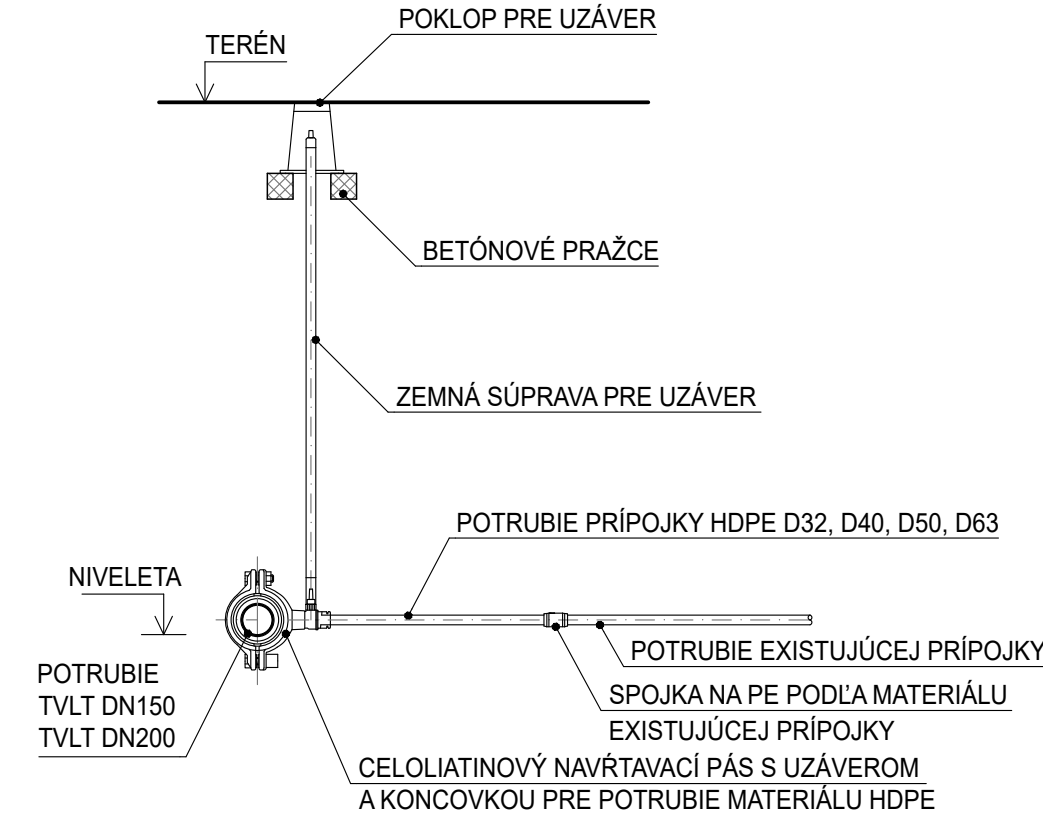 POKLOP PRE UZÁVER
TERÉN
BETÓNOVÉ PRAŽCE
ZEMNÁ SÚPRAVA PRE UZÁVER
POTRUBIE PRÍPOJKY HDPE D32, D40, D50, D63
NIVELETA
POTRUBIE EXISTUJÚCEJ PRÍPOJKY
POTRUBIE
TVLT DN150
TVLT DN200
SPOJKA NA PE PODĽA MATERIÁLU
EXISTUJÚCEJ PRÍPOJKY
CELOLIATINOVÝ NAVŔTAVACÍ PÁS S UZÁVEROM
A KONCOVKOU PRE POTRUBIE MATERIÁLU HDPE